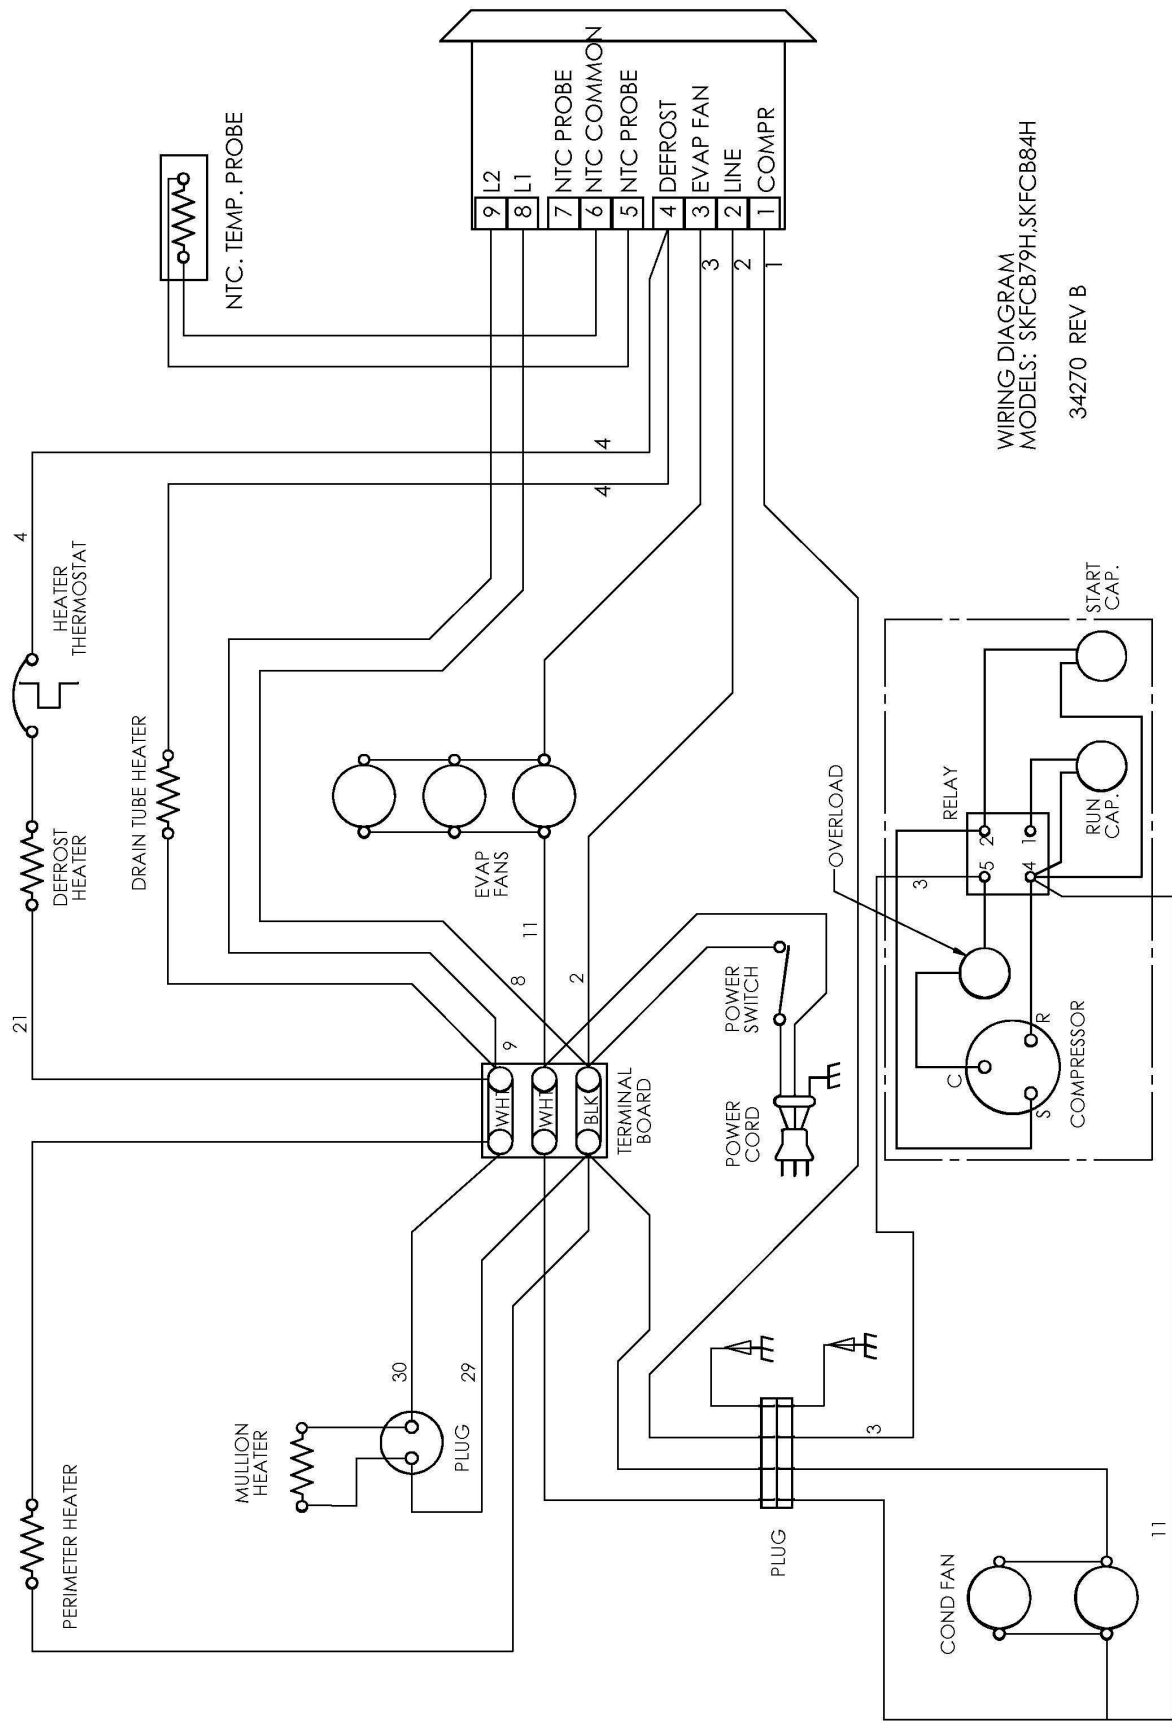 NTC. TEMP. PROBE
9 L2
8 L1
7 NTC PROBE
6 NTC COMMON
5 NTC PROBE
4 DEFROST
3 EVAP FAN
2 LINE
1 COMPR
3
2
1
4
4
4
HEATER
THERMOSTAT
DEFROST
HEATER
21
DRAIN TUBE HEATER
EVAP
FANS
11
8
2
9
WHT
WHT
BLK
TERMINAL
BOARD
POWER
SWITCH
POWER
CORD
OVERLOAD
RELAY
5 2
4 1
3
RUN
CAP.
START
CAP.
C
S
R
COMPRESSOR
PERIMETER HEATER
MULLION
HEATER
PLUG
30
29
PLUG
3
COND FAN
11
WIRING DIAGRAM
MODELS: SKFCB79H,SKFCB84H
34270 REV B